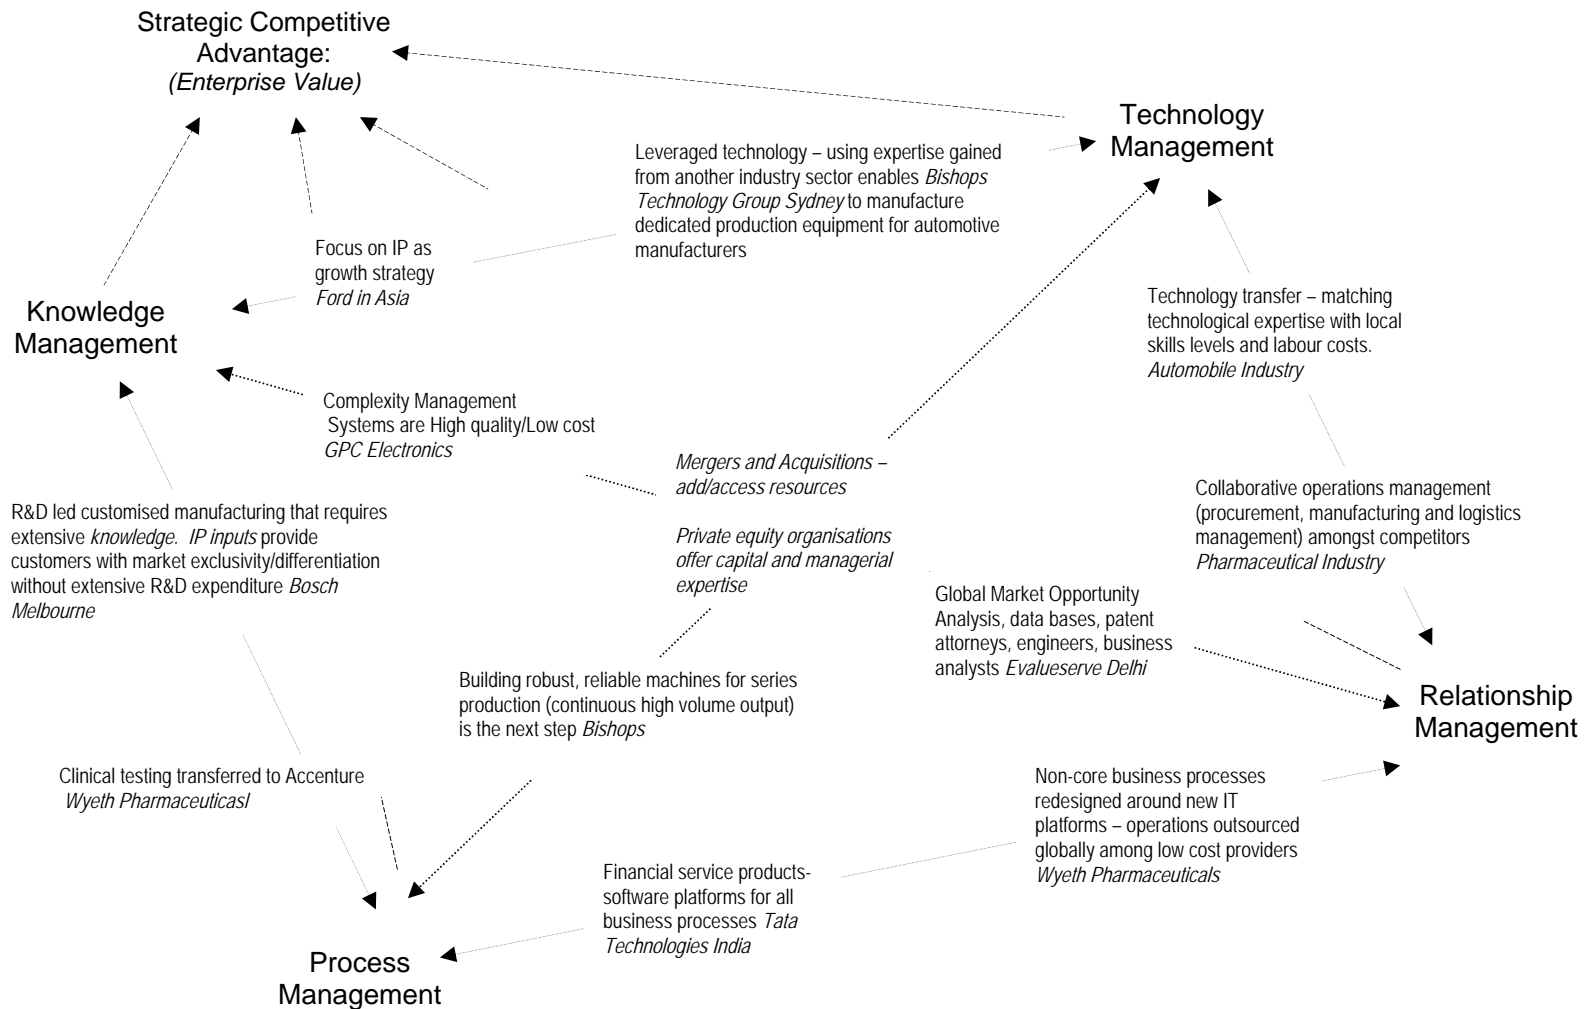 Strategic Competitive
Advantage:
(Enterprise Value)
Technology
Management
Leveraged technology – using expertise gained
from another industry sector enables Bishops
Technology Group Sydney to manufacture
dedicated production equipment for automotive
manufacturers
Focus on IP as
growth strategy
Ford in Asia
Knowledge
Management
Technology transfer – matching
technological expertise with local
skills levels and labour costs.
Automobile Industry
Complexity Management
Systems are High quality/Low cost
GPC Electronics
Mergers and Acquisitions –
add/access resources
Private equity organisations
offer capital and managerial
expertise
Collaborative operations management
(procurement, manufacturing and logistics
management) amongst competitors
Pharmaceutical Industry
R&D led customised manufacturing that requires
extensive knowledge. IP inputs provide
customers with market exclusivity/differentiation
without extensive R&D expenditure Bosch
Melbourne
Global Market Opportunity
Analysis, data bases, patent
attorneys, engineers, business
analysts Evalueserve Delhi
Building robust, reliable machines for series
production (continuous high volume output)
is the next step Bishops
Relationship
Management
Clinical testing transferred to Accenture
Wyeth Pharmaceuticasl
Non-core business processes
redesigned around new IT
platforms – operations outsourced
globally among low cost providers
Wyeth Pharmaceuticals
Financial service products-
software platforms for all
business processes Tata
Technologies India
Process
Management